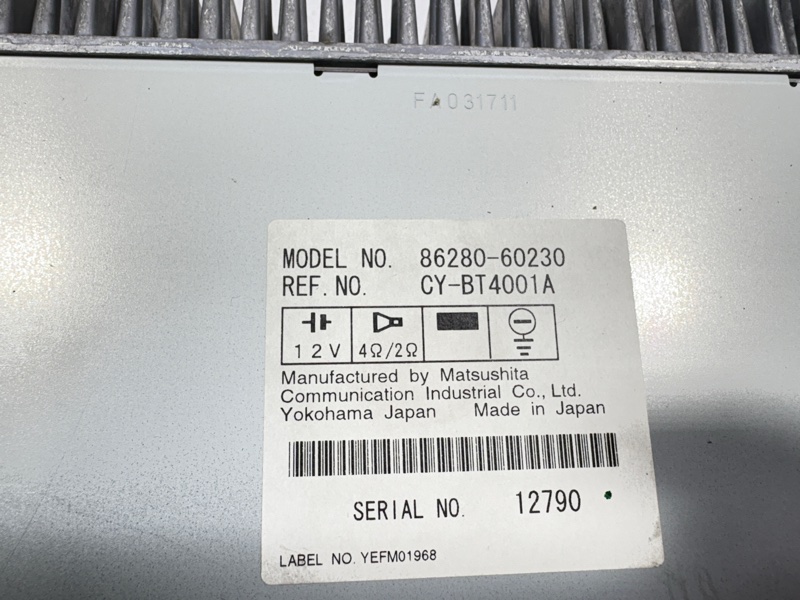 FA031711
MODEL NO. 86280-60230
REF. NO. CY-BT4001A
12V 4Ω/2Ω
Manufactured by Matsushita
Communication Industrial Co., Ltd.
Yokohama Japan Made in Japan
SERIAL NO. 12790
LABEL NO. YEFM01968